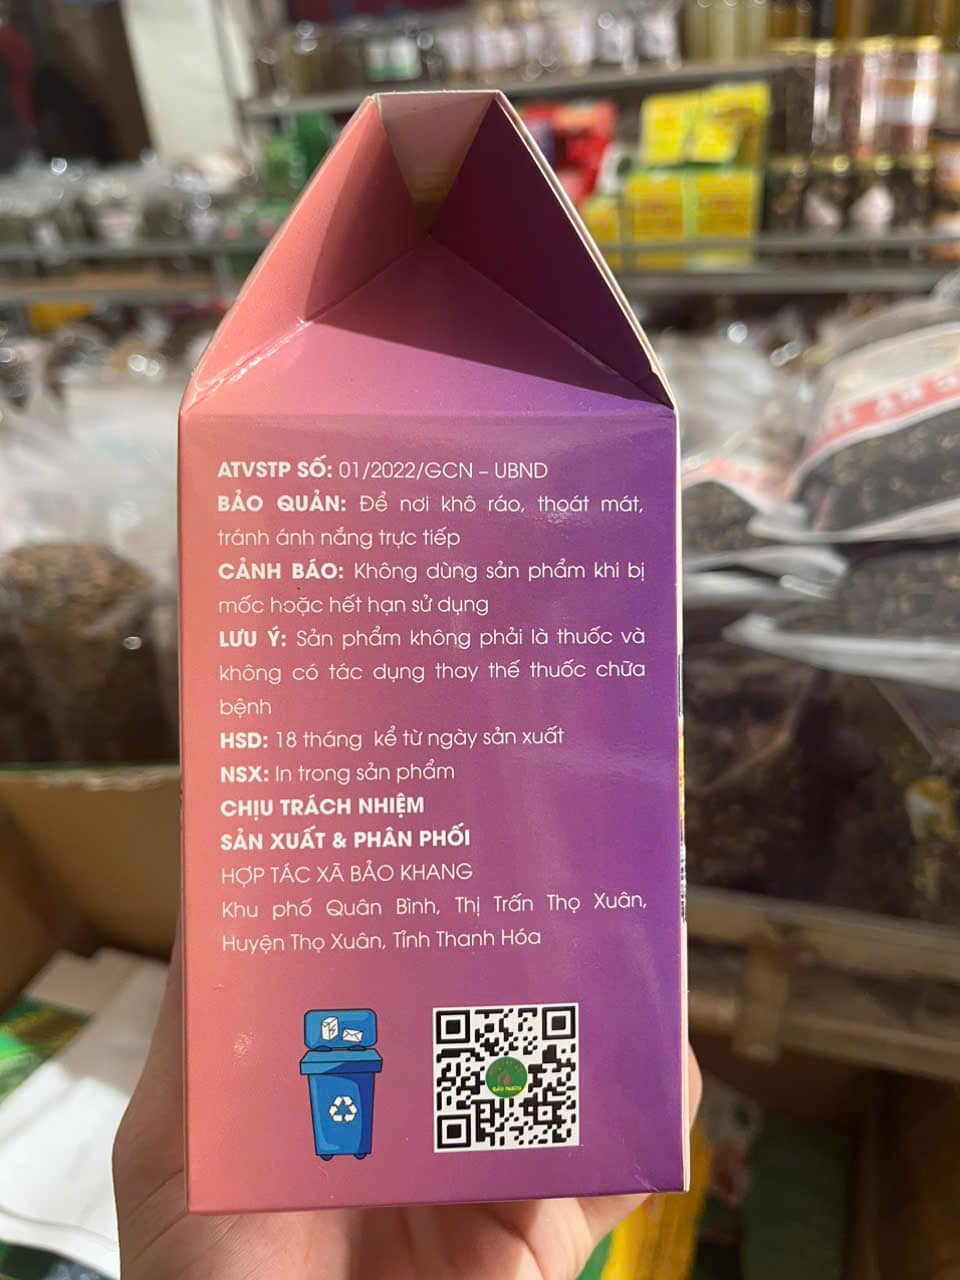 ATVSTP SỐ: 01/2022/GCN – UBND
BẢO QUẢN: Để nơi khô ráo, thoát mát,
tránh ánh nắng trực tiếp
CẢNH BÁO: Không dùng sản phẩm khi bị
mốc hoặc hết hạn sử dụng
LƯU Ý: Sản phẩm không phải là thuốc và
không có tác dụng thay thế thuốc chữa
bệnh
HSD: 18 tháng kể từ ngày sản xuất
NSX: In trong sản phẩm
CHỊU TRÁCH NHIỆM
SẢN XUẤT & PHÂN PHỐI
HỢP TÁC XÃ BẢO KHANG
Khu phố Quân Bình, Thị Trấn Thọ Xuân,
Huyện Thọ Xuân, Tỉnh Thanh Hóa